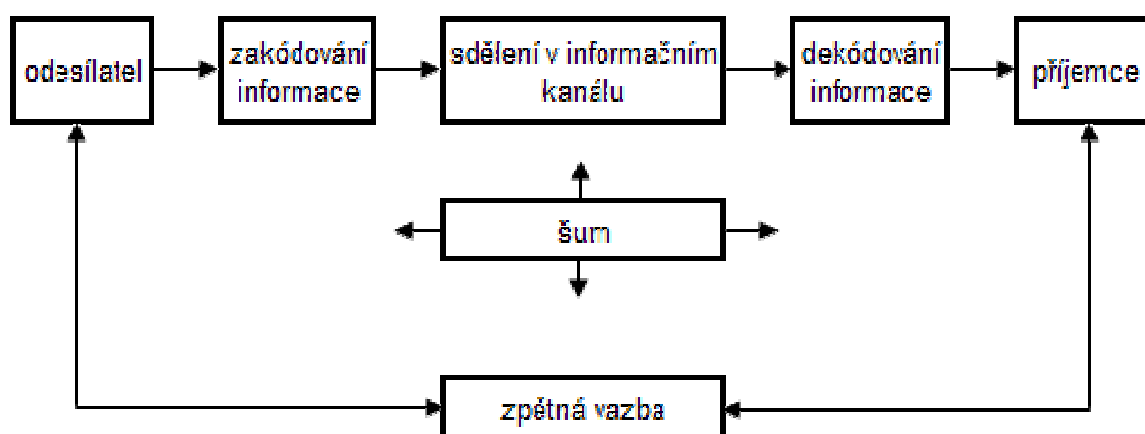 odesílatel
zakódování
informace
sdělení v informačním
kanálu
dekódování
informace
příjemce
šum
zpětná vazba